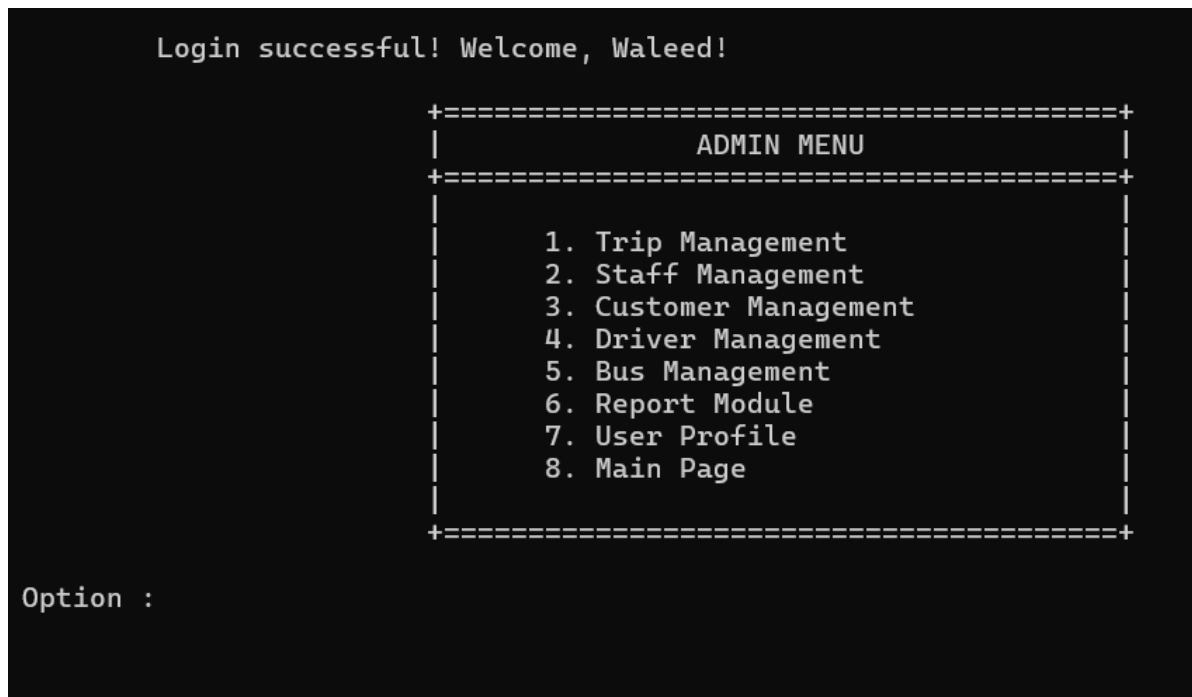 Login successful! Welcome, Waleed!
+========================================+
| ADMIN MENU |
+========================================+
| |
| 1. Trip Management |
| 2. Staff Management |
| 3. Customer Management |
| 4. Driver Management |
| 5. Bus Management |
| 6. Report Module |
| 7. User Profile |
| 8. Main Page |
| |
+========================================+
Option :